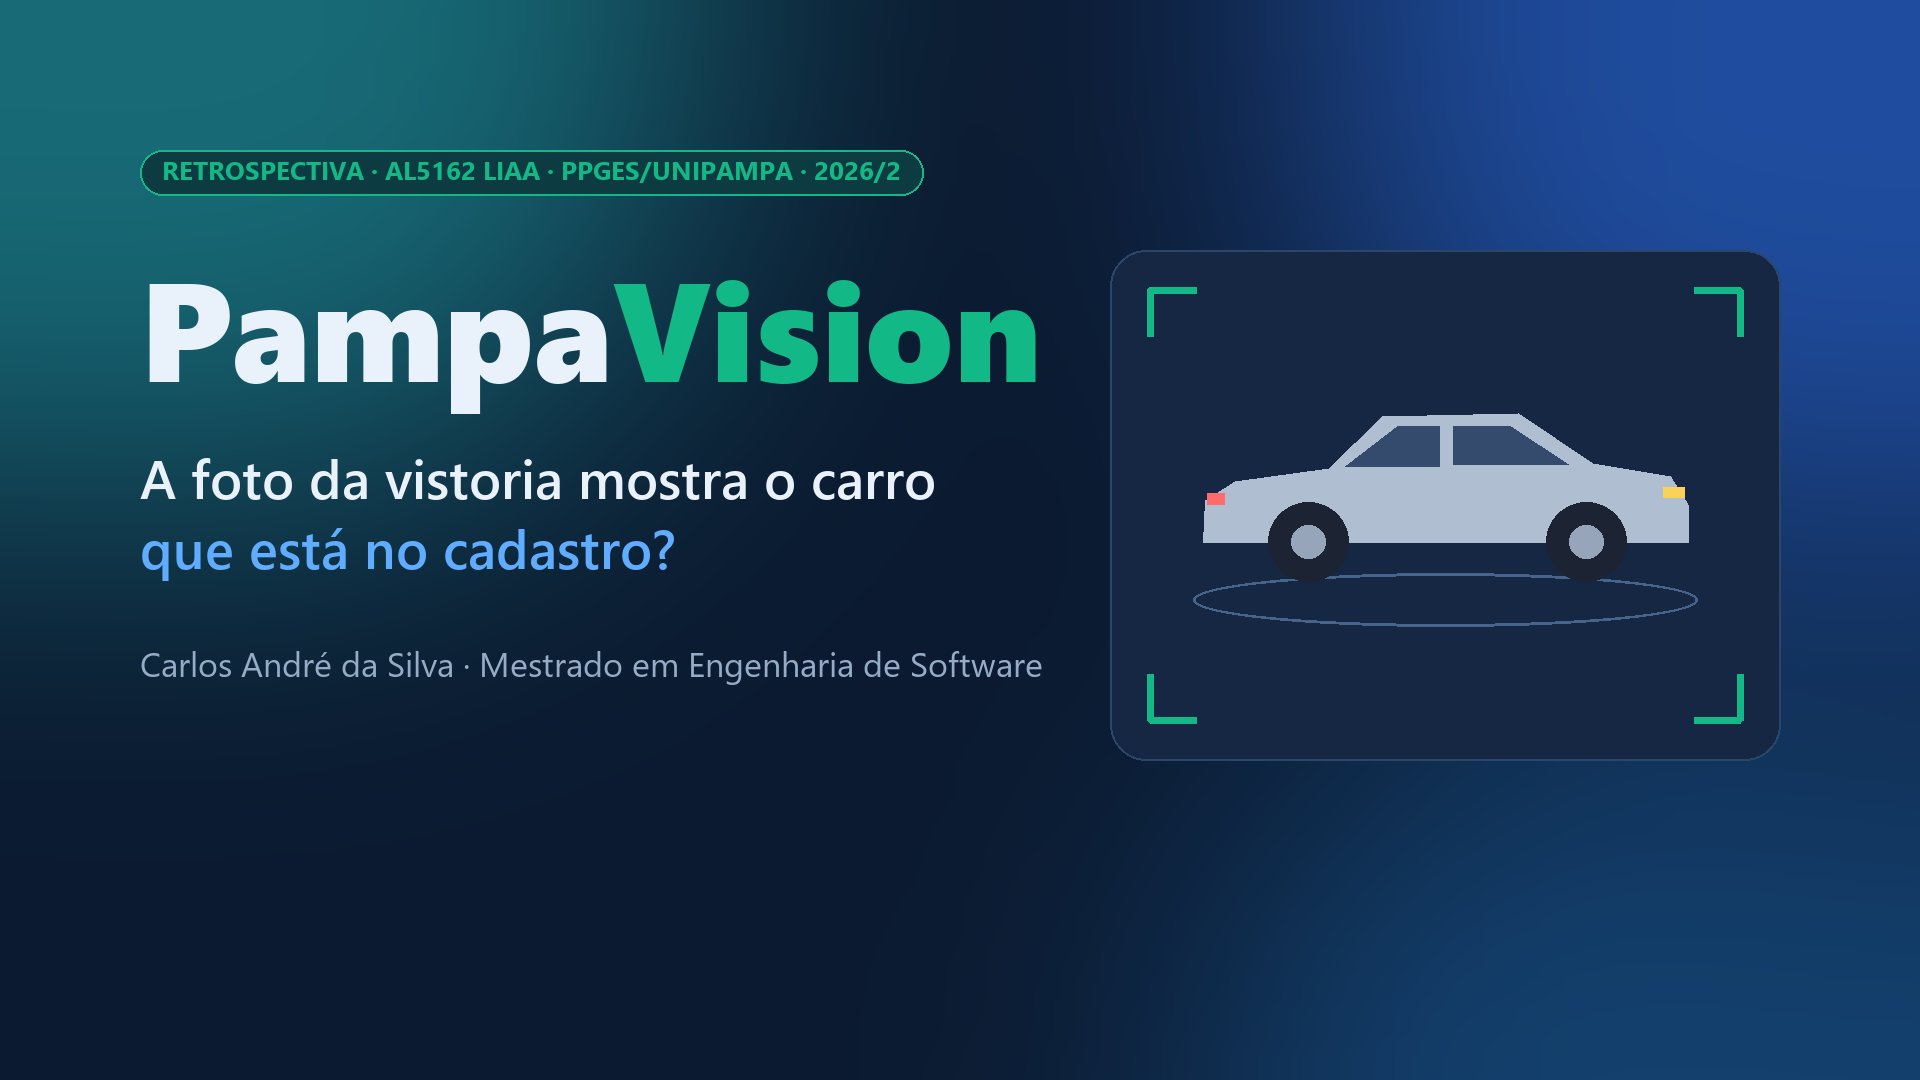 RETROSPECTIVA · AL5162 LIAA · PPGES/UNIPAMPA · 2026/2
PampaVision
A foto da vistoria mostra o carro
que está no cadastro?
Carlos André da Silva · Mestrado em Engenharia de Software